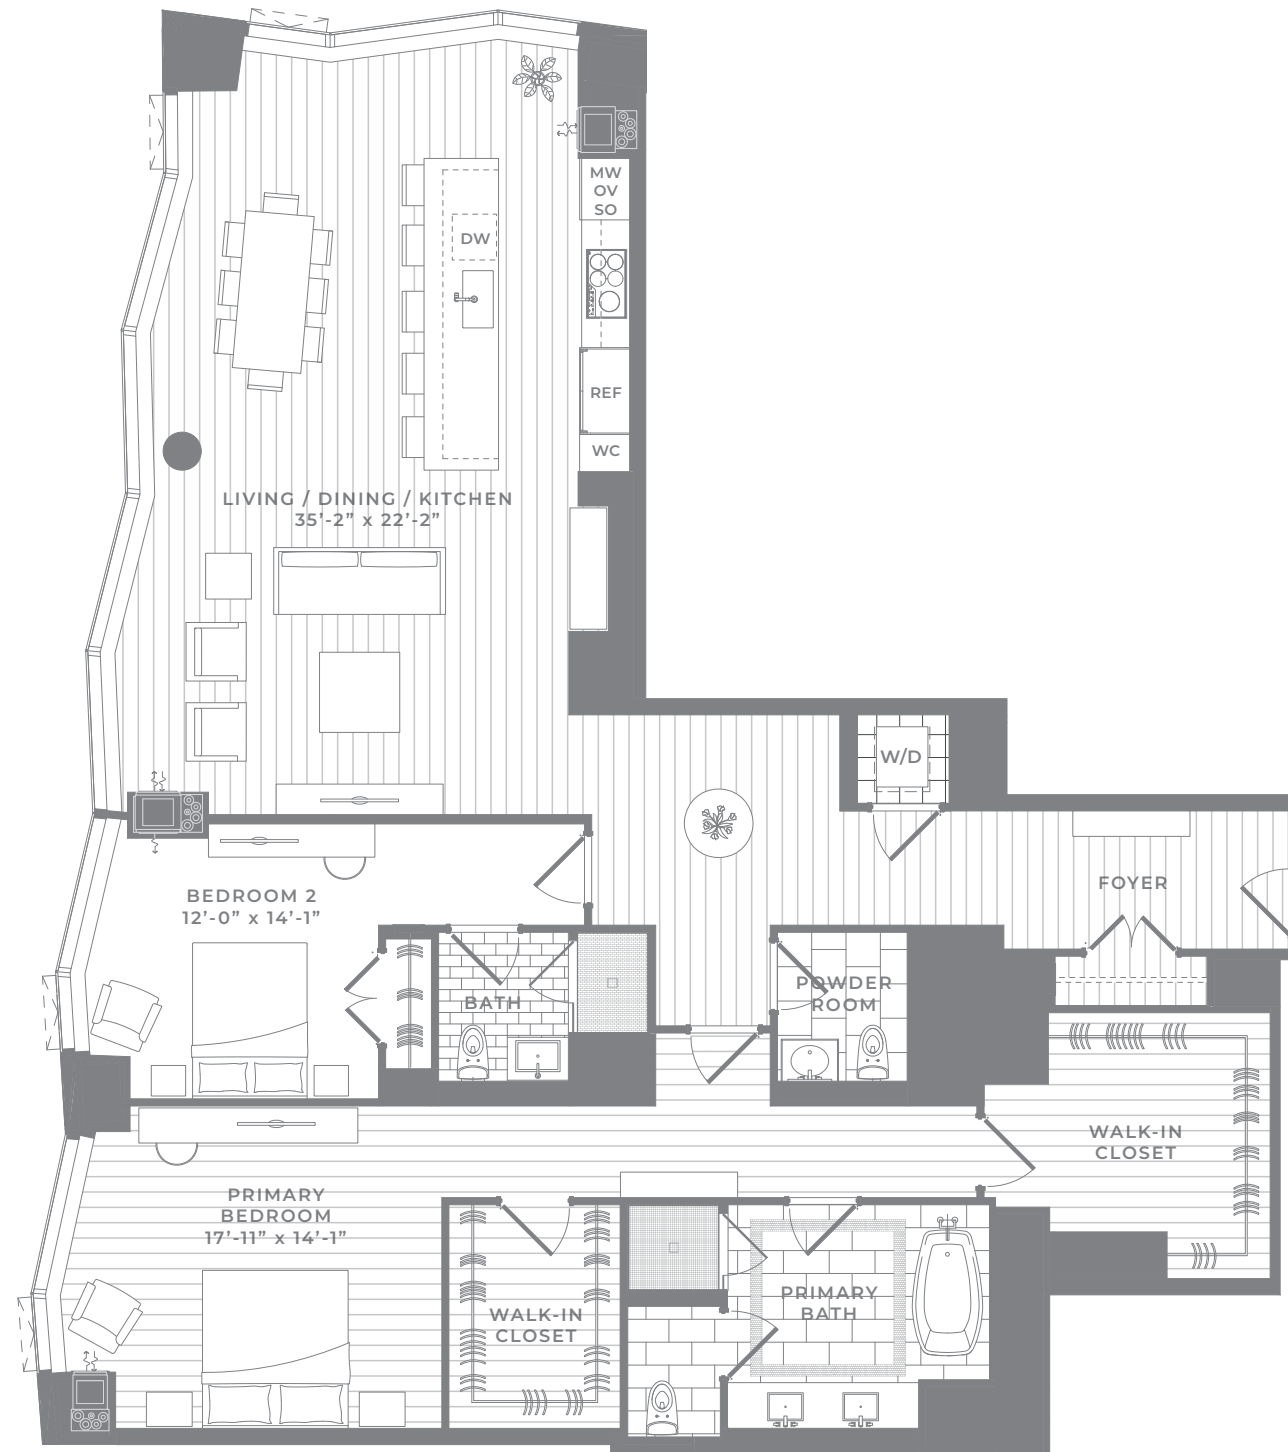 MW
OV
SO
DW
REF
WC
LIVING / DINING / KITCHEN
35’-2” x 22’-2”
W/D
FOYER
BEDROOM 2
12’-0” x 14’-1”
BATH
POWDER
ROOM
WALK-IN
CLOSET
PRIMARY
BEDROOM
17’-11” x 14’-1”
WALK-IN
CLOSET
PRIMARY
BATH